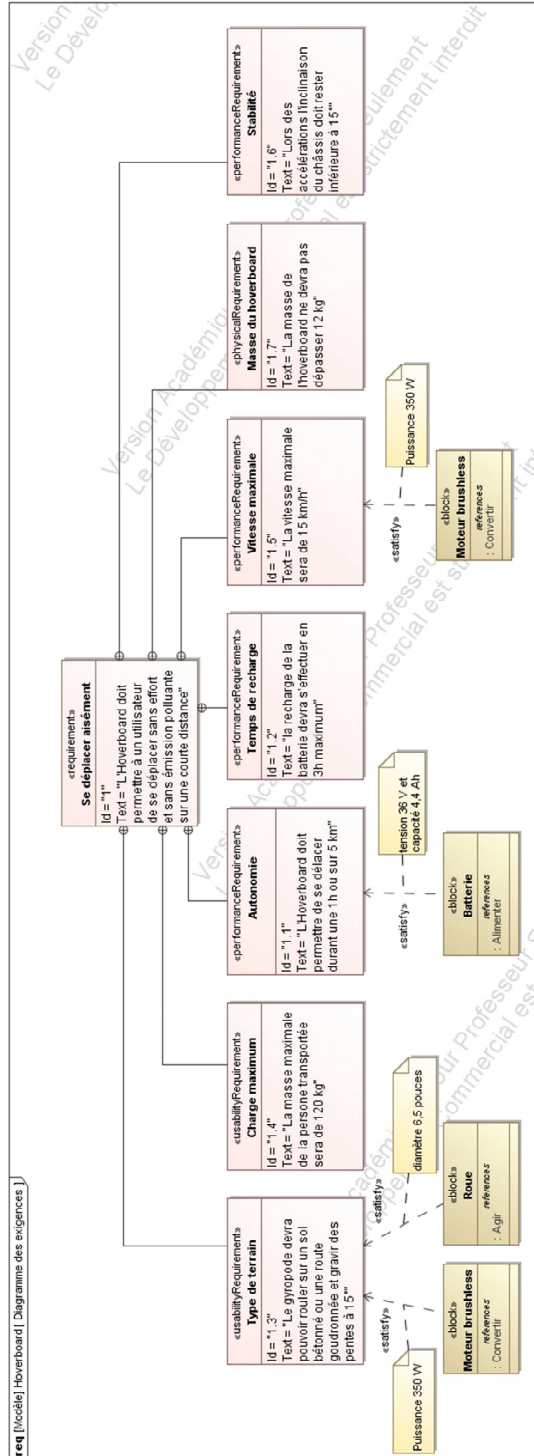 req [Modèle] Hoverboard [ Diagramme des exigences ]
«requirement»
Se déplacer aisément
Id = "1"
Text = "L'Hoverboard doit
permettre à un utilisateur
de se déplacer sans effort
et sans émission polluante
sur une courte distance"
«usabilityRequirement»
Type de terrain
Id = "1.3"
Text = "Le gyropode devra
pouvoir rouler sur un sol
bétonné ou une route
goudronnée et gravir des
pentes à 15°"
«usabilityRequirement»
Charge maximum
Id = "1.4"
Text = "La masse maximale
de la persone transportée
sera de 120 kg"
«performanceRequirement»
Autonomie
Id = "1.1"
Text= "L'Hoverboard doit
permettre de se délacer
durant une 1h ou sur 5 km"
«performanceRequirement»
Temps de recharge
Id = "1.2"
Text = "la recharge de la
batterie devra s'effectuer en
3h maximum"
«performanceRequirement»
Vitesse maximale
Id = "1.5"
Text = "La vitesse maximale
sera de 15 km/h"
«physicalRequirement»
Masse du hoverboard
Id = "1.7"
Text = "La masse de
l'hoverboard ne devra pas
dépasser 12 kg"
«performanceRequirement»
Stabilité
Id = "1.6"
Text= "Lors des
accélérations l'inclinaison
du châssis doit rester
inférieure à 15°"
Puissance 350 W
«satisfy»
«satisfy»
diamètre 6,5 pouces
«satisfy»
tension 36 V et
capacité 4,4 Ah
«satisfy»
Puissance 350 W
«block»
Moteur brushless
references
: Convertir
«block»
Roue
references
: Agir
«block»
Batterie
references
: Alimenter
«block»
Moteur brushless
references
: Convertir